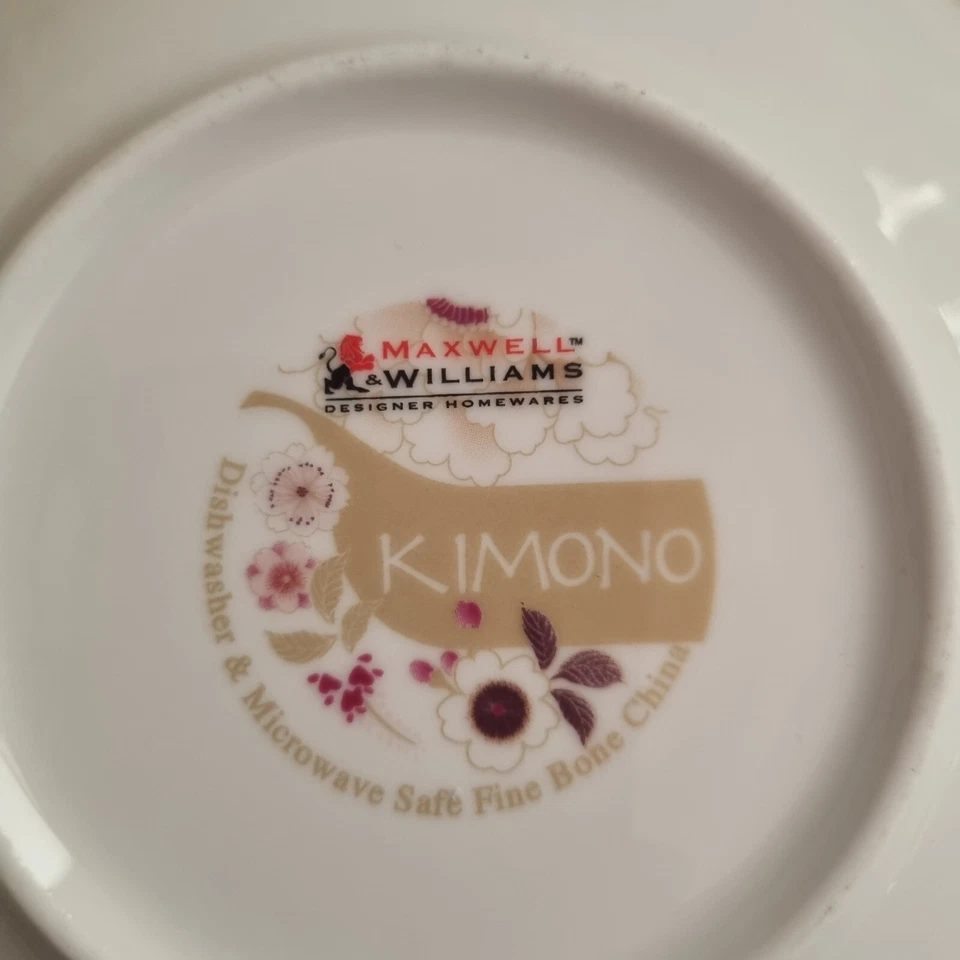 MAXWELL™
&WILLIAMS
DESIGNER HOMEWARES
KIMONO
Dishwasher & Microwave Safe Fine Bone China